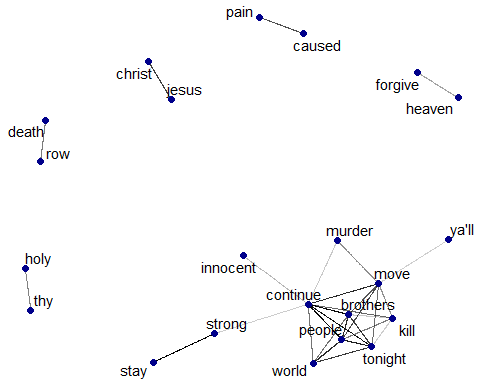 pain
caused
christ
jesus
forgive
heaven
death
row
murder
ya'll
holy
innocent
move
continue
thy
brothers
strong
people
kill
stay
world
tonight